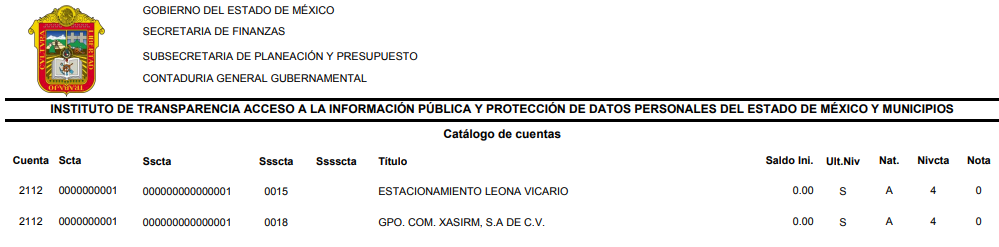 GOBIERNO DEL ESTADO DE MÉXICO
SECRETARIA DE FINANZAS
SUBSECRETARIA DE PLANEACIÓN Y PRESUPUESTO
CONTADURIA GENERAL GUBERNAMENTAL
INSTITUTO DE TRANSPARENCIA ACCESO A LA INFORMACIÓN PÚBLICA Y PROTECCIÓN DE DATOS PERSONALES DEL ESTADO DE MÉXICO Y MUNICIPIOS
Catálogo de cuentas
Cuenta Scta Sscta Ssscta Sssscta Título Saldo Ini. Ult.Niv Nat. Nivcta Nota
2112 0000000001 000000000000001 0015 ESTACIONAMIENTO LEONA VICARIO 0.00 S A 4 0
2112 0000000001 000000000000001 0018 GPO. COM. XASIRM, S.A DE C.V. 0.00 S A 4 0